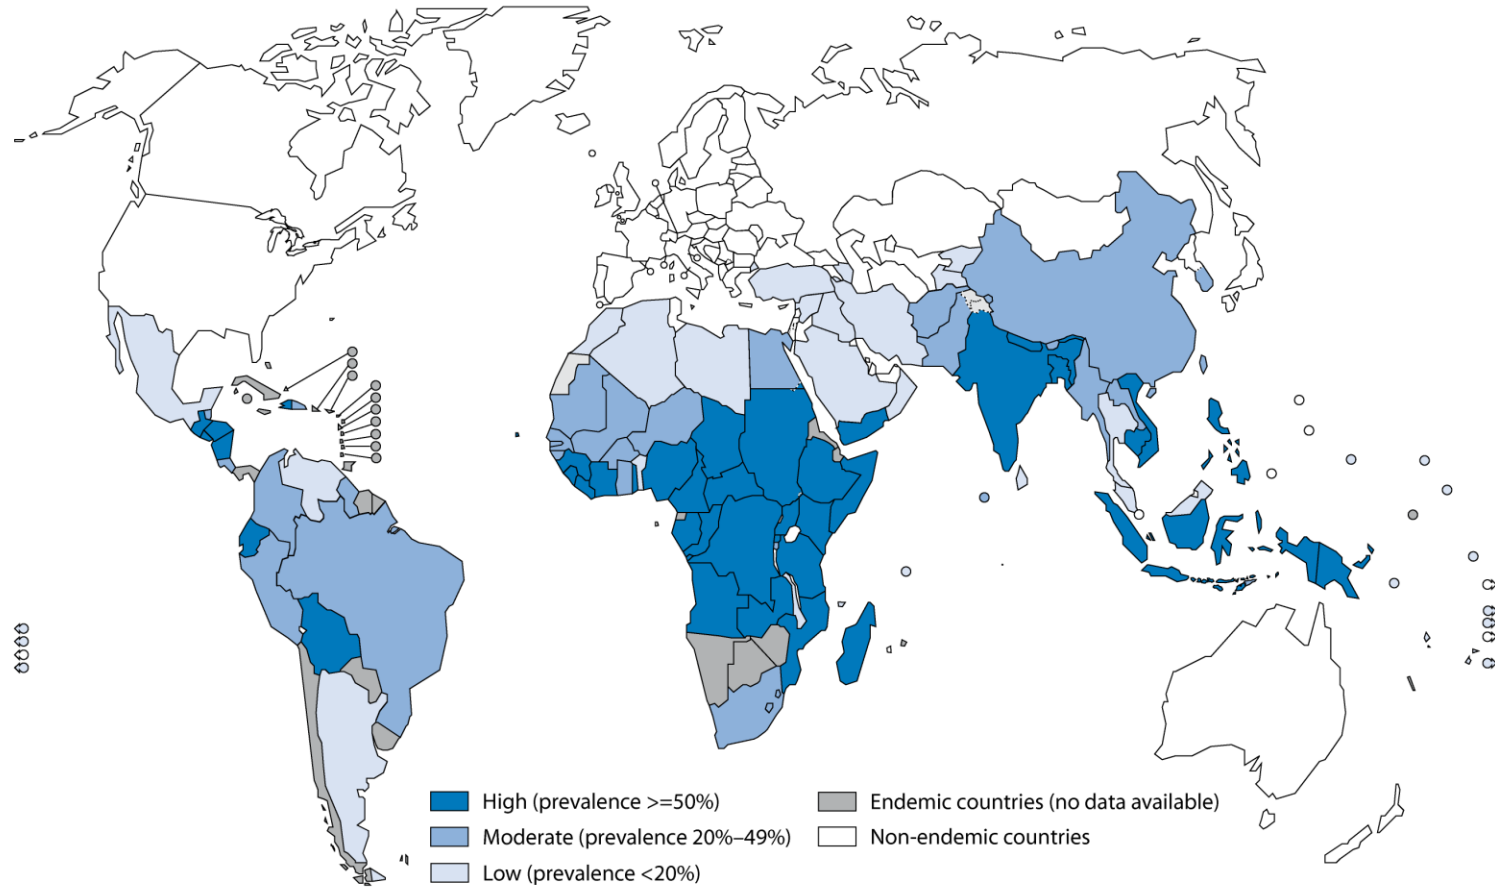 High (prevalence >=50%)
Moderate (prevalence 20%–49%)
Low (prevalence <20%)
Endemic countries (no data available)
Non-endemic countries